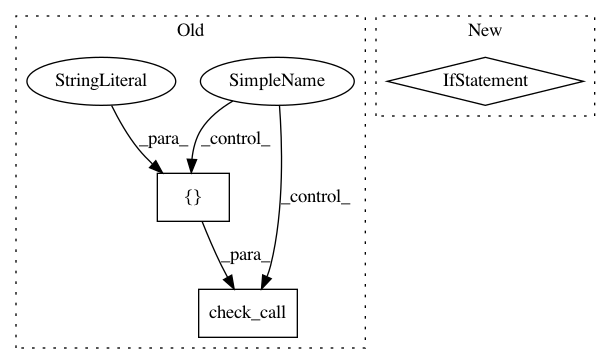 Old
New
StringLiteral
SimpleName
IfStatement
_para_
_control_
{}
_control_
_para_
check_call